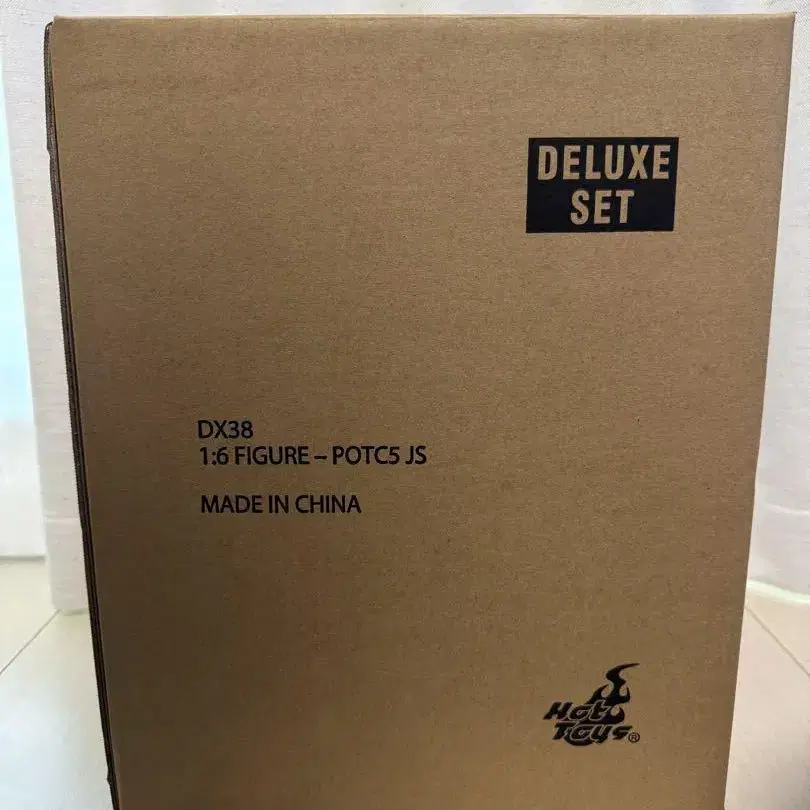 DELUXE
SET
DX38
1:6 FIGURE – POTC5 JS
MADE IN CHINA
Hot
Toys®